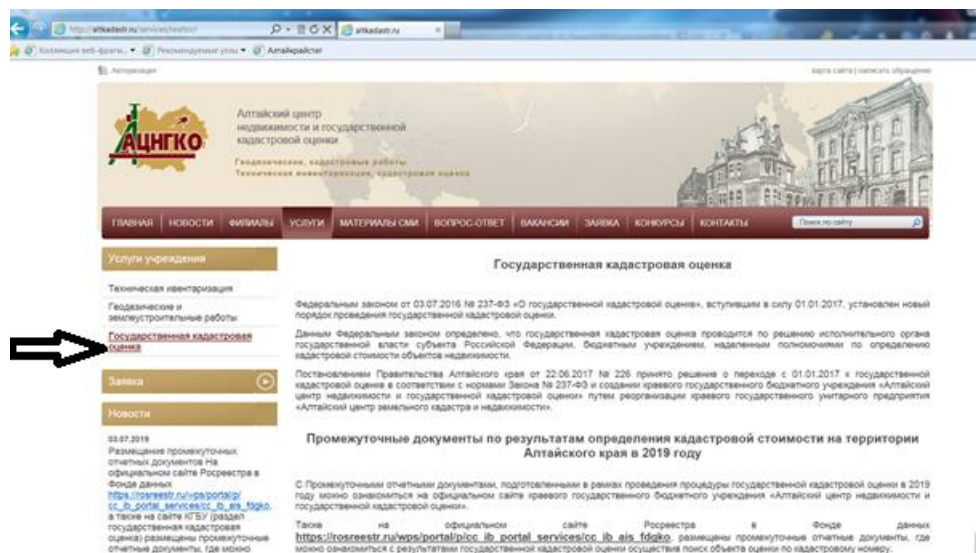 http://altkadastr.ru/services/realtor/
altkadastr.ru
Коллекция веб-фрагм...
Рекомендуемые узлы
Алтайкрайстат
Авторизация
карта сайта | написать обращение
АЦНГКО
Алтайский центр
недвижимости и государственной
кадастровой оценки
Геодезические, кадастровые работы
Техническая инвентаризация, кадастровая оценка
ГЛАВНАЯ НОВОСТИ ФИЛИАЛЫ УСЛУГИ МАТЕРИАЛЫ СМИ ВОПРОС-ОТВЕТ ВАКАНСИИ ЗАЯВКА КОНКУРСЫ КОНТАКТЫ
Поиск по сайту
Услуги учреждения
Техническая ивентаризация
Геодезические и
землеустроительные работы
Государственная кадастровая
оценка
Заявка
Новости
03.07.2019
Размещение промежуточных
отчетных документов На
официальном сайте Росреестра в
Фонде данных
https://rosreestr.ru/wps/portal/p/
cc_ib_portal_services/cc_ib_ais_fdgko,
а также на сайте КГБУ (раздел
государственная кадастровая
оценка) размещены промежуточные
отчетные документы, где можно
Государственная кадастровая оценка
Федеральным законом от 03.07.2016 № 237-ФЗ «О государственной кадастровой оценке», вступившим в силу 01.01.2017, установлен новый
порядок проведения государственной кадастровой оценки.
Данным Федеральным законом определено, что государственная кадастровая оценка проводится по решению исполнительного органа
государственной власти субъекта Российской Федерации, бюджетным учреждением, наделенным полномочиями по определению
кадастровой стоимости объектов недвижимости.
Постановлением Правительства Алтайского края от 22.06.2017 № 226 принято решение о переходе с 01.01.2017 к государственной
кадастровой оценке в соответствии с нормами Закона № 237-ФЗ и создании краевого государственного бюджетного учреждения «Алтайский
центр недвижимости и государственной кадастровой оценки» путем реорганизации краевого государственного унитарного предприятия
«Алтайский центр земельного кадастра и недвижимости».
Промежуточные документы по результатам определения кадастровой стоимости на территории
Алтайского края в 2019 году
С Промежуточными отчетными документами, подготовленными в рамках проведения процедуры государственной кадастровой оценки в 2019
году можно ознакомиться на официальном сайте краевого государственного бюджетного учреждения «Алтайский центр недвижимости и
государственной кадастровой оценки».
Также на официальном сайте Росреестра в Фонде данных
https://rosreestr.ru/wps/portal/p/cc_ib_portal_services/cc_ib_ais_fdgko, размещены промежуточные отчетные документы, где
можно ознакомиться с результатами государственной кадастровой оценки осуществив поиск объекта оценки по кадастровому номеру.